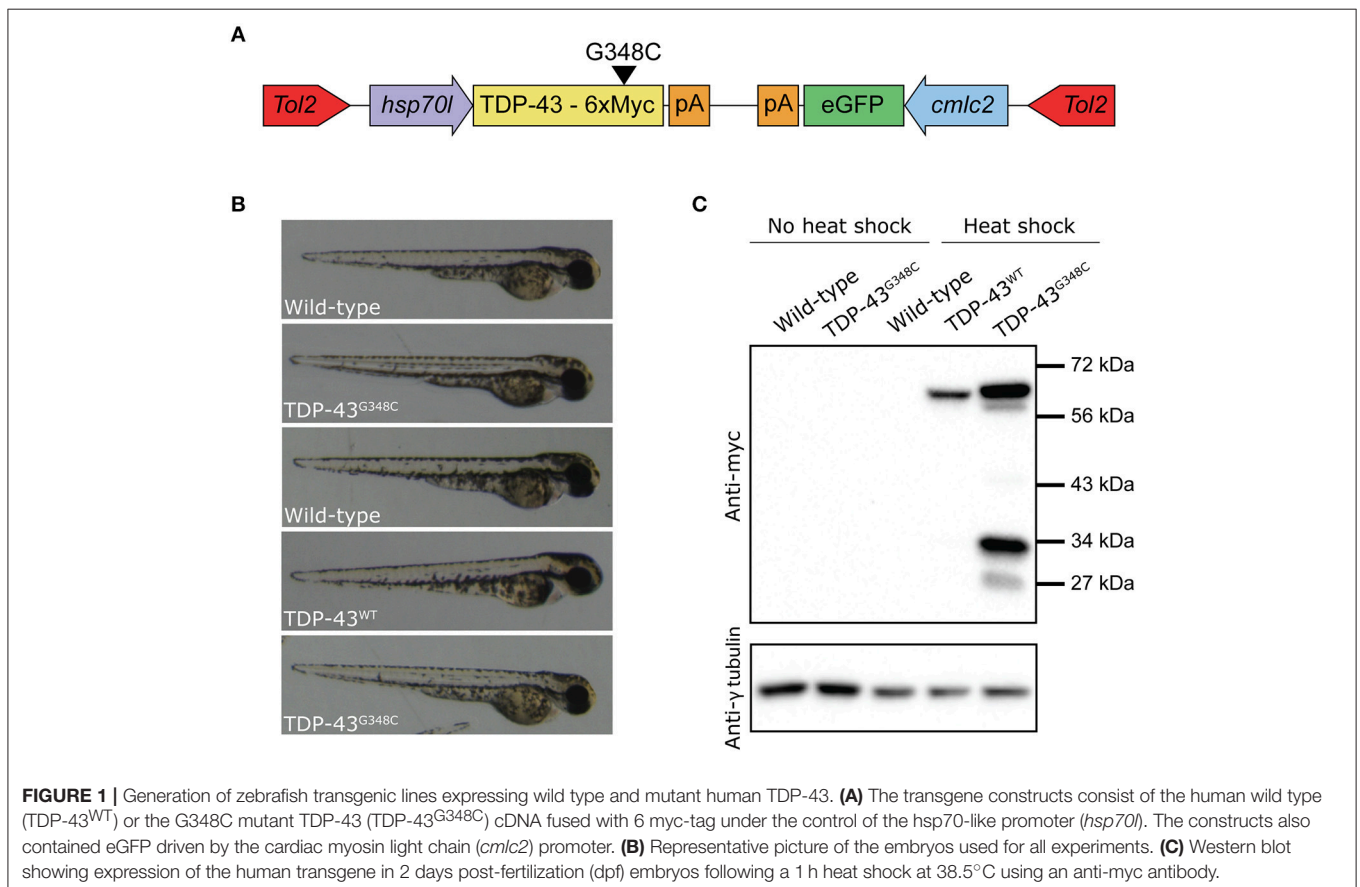 A
G348C
Tol2
hsp70l
TDP-43 - 6xMyc
pA
pA
eGFP
cmlc2
Tol2
B
Wild-type
TDP-43G348C
Wild-type
TDP-43WT
TDP-43G348C
C
No heat shock
Heat shock
Wild-type
TDP-43G348C
Wild-type
TDP-43WT
TDP-43G348C
Anti-myc
72 kDa
56 kDa
43 kDa
34 kDa
27 kDa
Anti-γ tubulin
FIGURE 1 | Generation of zebrafish transgenic lines expressing wild type and mutant human TDP-43. (A) The transgene constructs consist of the human wild type
(TDP-43WT) or the G348C mutant TDP-43 (TDP-43G348C) cDNA fused with 6 myc-tag under the control of the hsp70-like promoter (hsp70l). The constructs also
contained eGFP driven by the cardiac myosin light chain (cmlc2) promoter. (B) Representative picture of the embryos used for all experiments. (C) Western blot
showing expression of the human transgene in 2 days post-fertilization (dpf) embryos following a 1 h heat shock at 38.5°C using an anti-myc antibody.